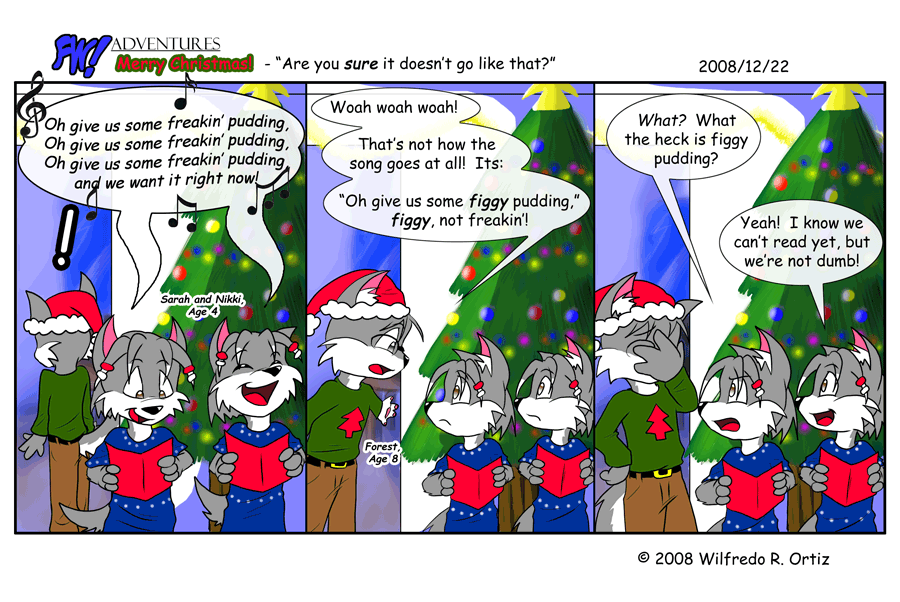 FW! ADVENTURES
Merry Christmas! - “Are you sure it doesn’t go like that?” 2008/12/22
Oh give us some freakin’ pudding,
Oh give us some freakin’ pudding,
Oh give us some freakin’ pudding,
and we want it right now!
!
Sarah and Nikki,
Age 4
Woah woah woah!
That’s not how the
song goes at all! Its:
“Oh give us some figgy pudding,”
figgy, not freakin’!
Forest,
Age 8
What? What
the heck is figgy
pudding?
Yeah! I know we
can’t read yet, but
we’re not dumb!
© 2008 Wilfredo R. Ortiz